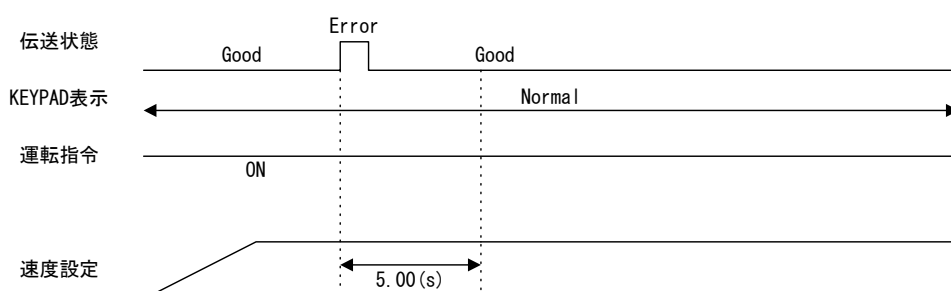 伝送状態
Error
Good
Good
KEYPAD表示
Normal
運転指令
ON
速度設定
5.00(s)